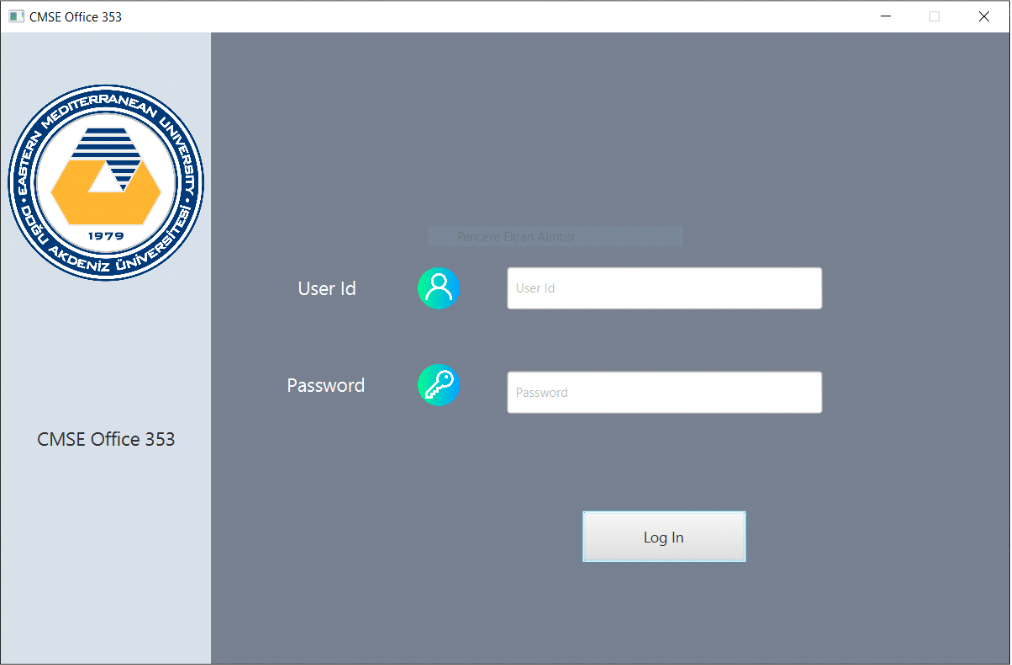 CMSE Office 353
EASTERN MEDITERRANEAN UNIVERSITY
1979
DOĞU AKDENİZ ÜNİVERSİTESİ
Pencere Ekran Alıntısı
User Id
User Id
Password
Password
CMSE Office 353
Log In